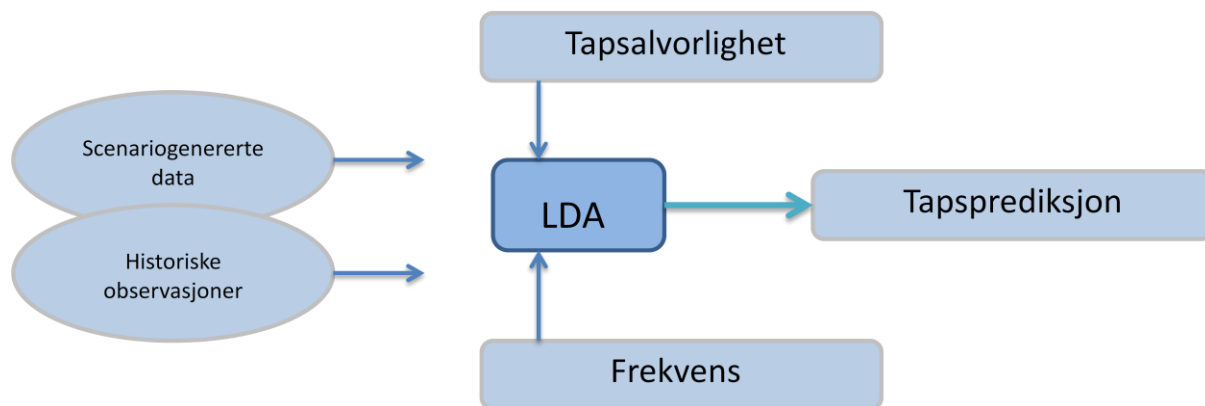 Tapsalvorlighet
Scenariogenererte
data
LDA
Tapsprediksjon
Historiske
observasjoner
Frekvens